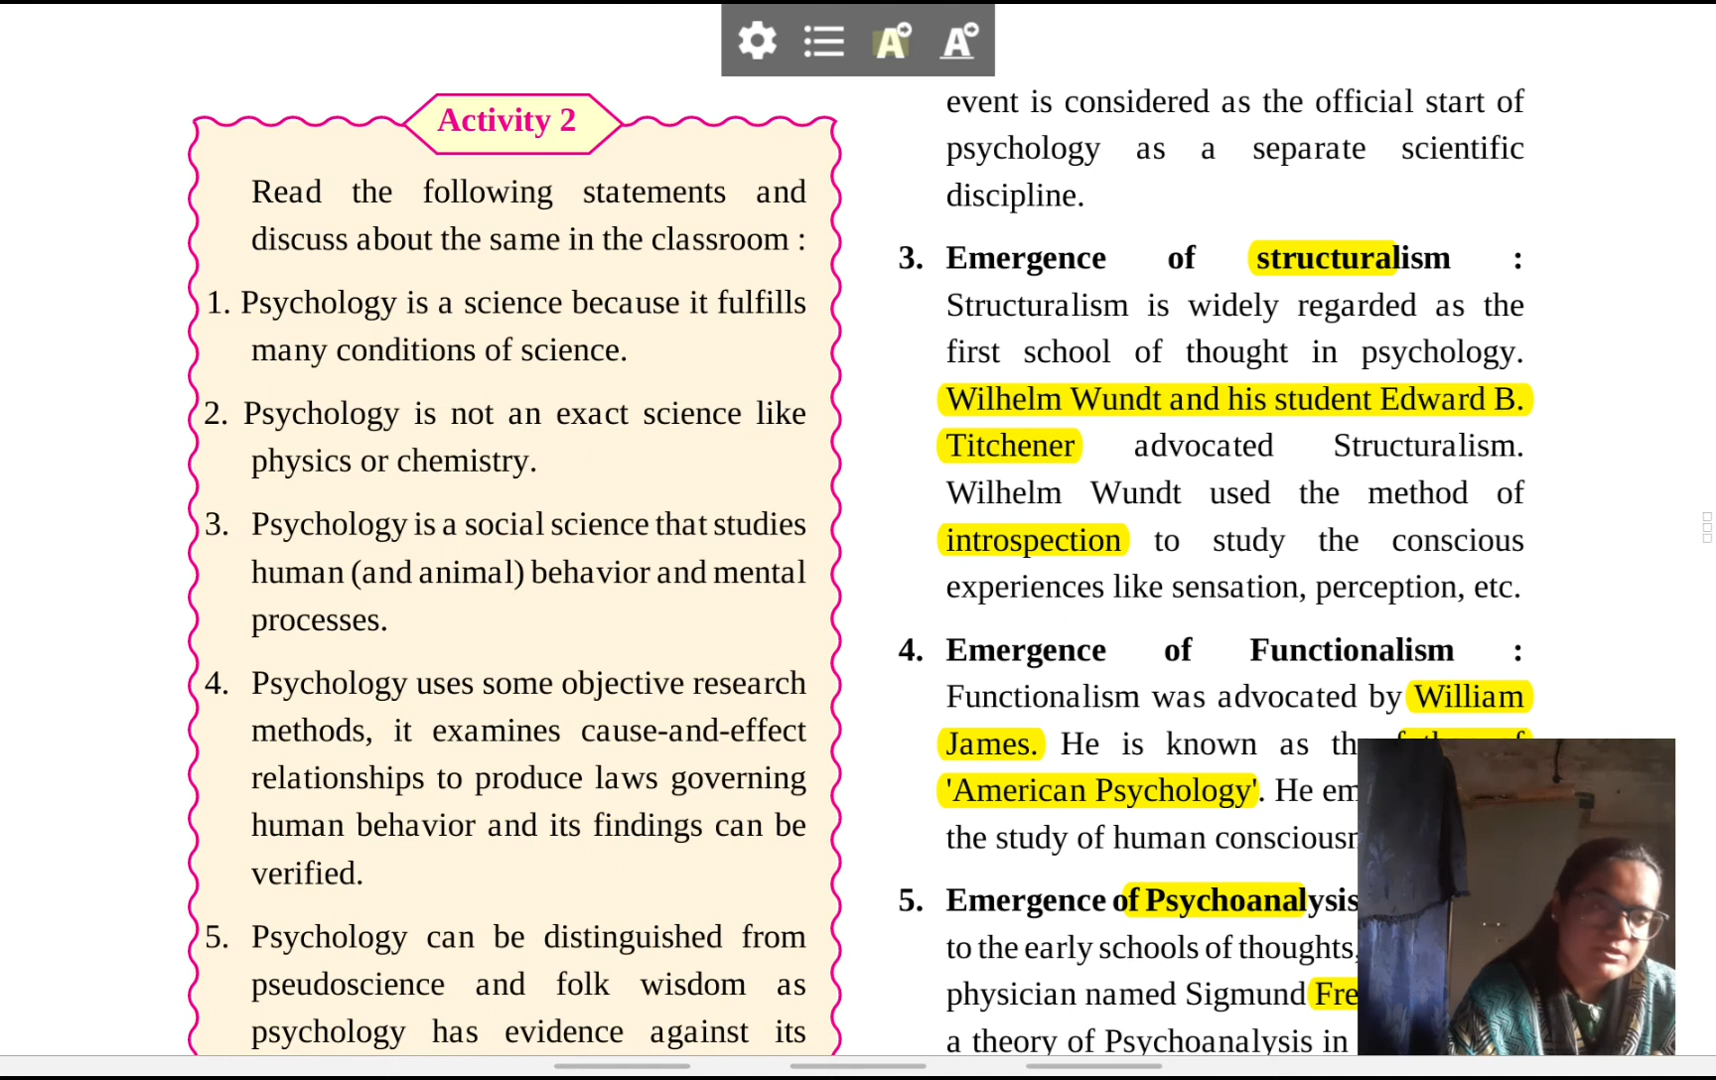 Activity 2
Read the following statements and
discuss about the same in the classroom :
1. Psychology is a science because it fulfills
many conditions of science.
2. Psychology is not an exact science like
physics or chemistry.
3. Psychology is a social science that studies
human (and animal) behavior and mental
processes.
4. Psychology uses some objective research
methods, it examines cause-and-effect
relationships to produce laws governing
human behavior and its findings can be
verified.
5. Psychology can be distinguished from
pseudoscience and folk wisdom as
psychology has evidence against its
event is considered as the official start of
psychology as a separate scientific
discipline.
3. Emergence of structuralism :
Structuralism is widely regarded as the
first school of thought in psychology.
Wilhelm Wundt and his student Edward B.
Titchener advocated Structuralism.
Wilhelm Wundt used the method of
introspection to study the conscious
experiences like sensation, perception, etc.
4. Emergence of Functionalism :
Functionalism was advocated by William
James. He is known as
'American Psychology'. He
the study of human
5. Emergence of Psychoanalysis
to the early schools of thoughts,
physician named Sigmund
a theory of Psychoanalysis in